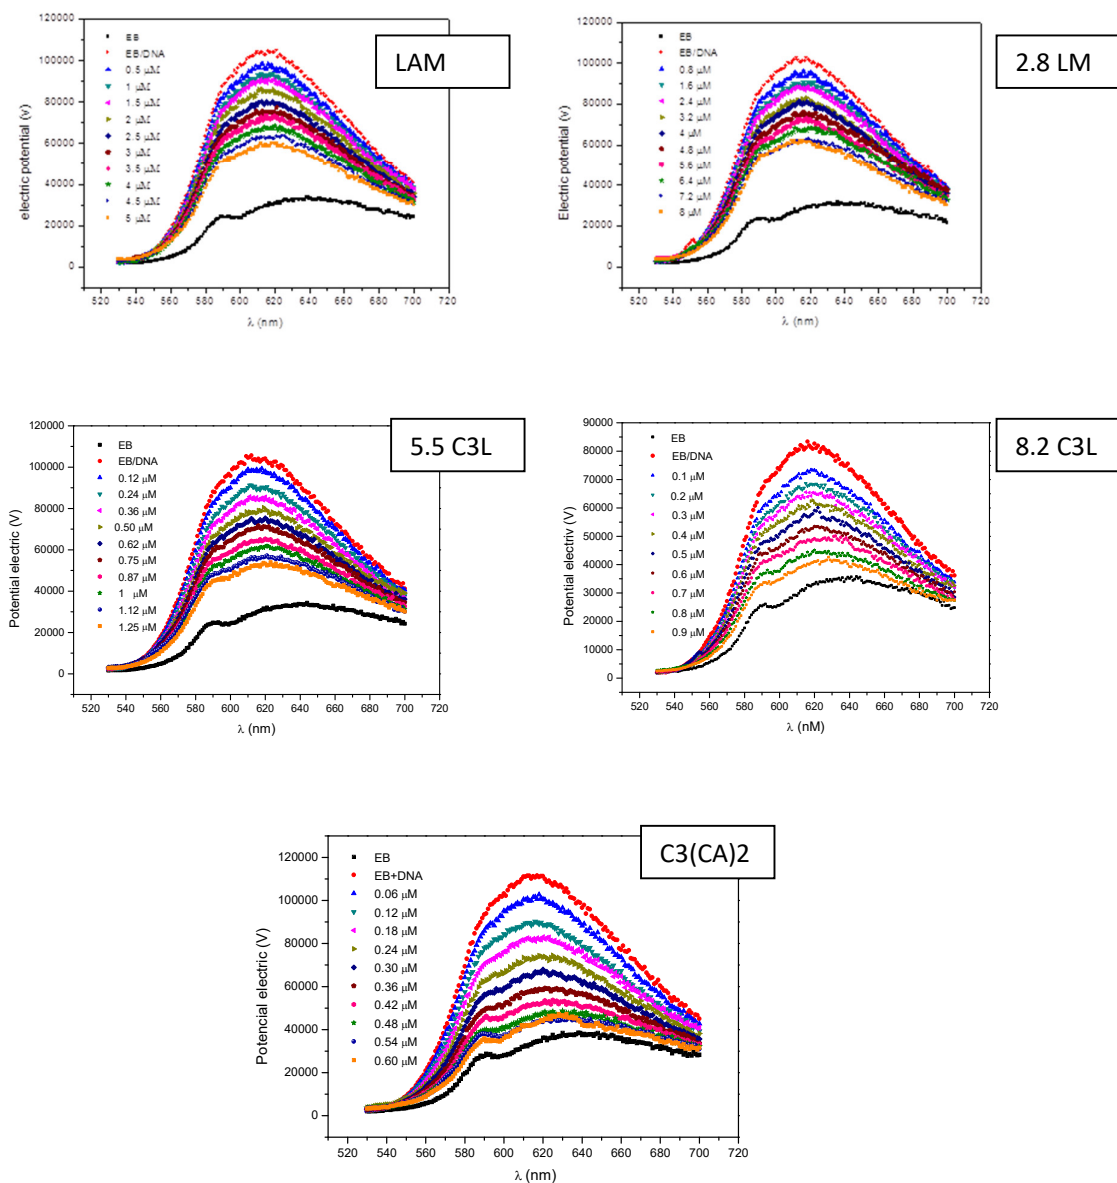 LAM
120000
100000
80000
60000
40000
20000
0
electric potential (v)
EB
EB/DNA
0.5 µM
1 µM
1.5 µM
2 µM
2.5 µM
3 µM
3.5 µM
4 µM
4.5 µM
5 µM
520 540 560 580 600 620 640 660 680 700 720
λ (nm)
2.8 LM
120000
100000
80000
60000
40000
20000
0
Electric potential (v)
EB
EB/DNA
0.8 µM
1.6 µM
2.4 µM
3.2 µM
4 µM
4.8 µM
5.6 µM
6.4 µM
7.2 µM
8 µM
520 540 560 580 600 620 640 660 680 700 720
λ (nm)
5.5 C3L
120000
100000
80000
60000
40000
20000
0
Potential electric (V)
EB
EB/DNA
0.12 µM
0.24 µM
0.36 µM
0.50 µM
0.62 µM
0.75 µM
0.87 µM
1 µM
1.12 µM
1.25 µM
520 540 560 580 600 620 640 660 680 700 720
λ (nm)
8.2 C3L
90000
80000
70000
60000
50000
40000
30000
20000
10000
0
Potential electriv (V)
EB
EB/DNA
0.1 µM
0.2 µM
0.3 µM
0.4 µM
0.5 µM
0.6 µM
0.7 µM
0.8 µM
0.9 µM
520 540 560 580 600 620 640 660 680 700 720
λ (nM)
C3(CA)2
120000
100000
80000
60000
40000
20000
0
Potencial electric (V)
EB
EB+DNA
0.06 µM
0.12 µM
0.18 µM
0.24 µM
0.30 µM
0.36 µM
0.42 µM
0.48 µM
0.54 µM
0.60 µM
520 540 560 580 600 620 640 660 680 700 720
λ (nm)